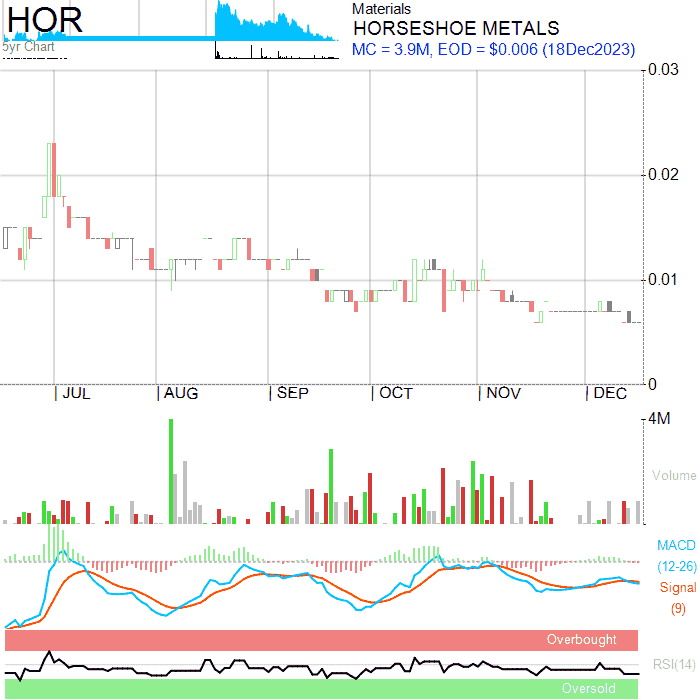 HOR
5yr Chart
Materials
HORSESHOE METALS
MC = 3.9M, EOD = $0.006 (18Dec2023)
0.03
0.02
0.01
0
JUL AUG SEP OCT NOV DEC
4M
Volume
MACD
(12-26)
Signal
(9)
Overbought
RSI(14)
Oversold